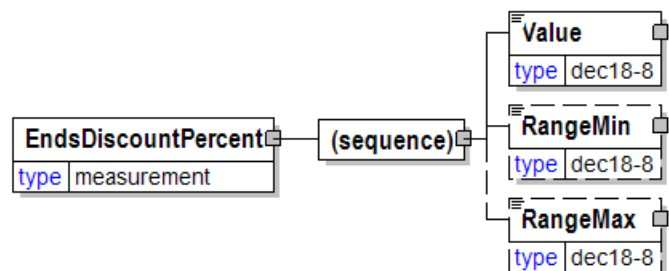 Value
type dec18-8
EndsDiscountPercent
type measurement
(sequence)
RangeMin
type dec18-8
RangeMax
type dec18-8